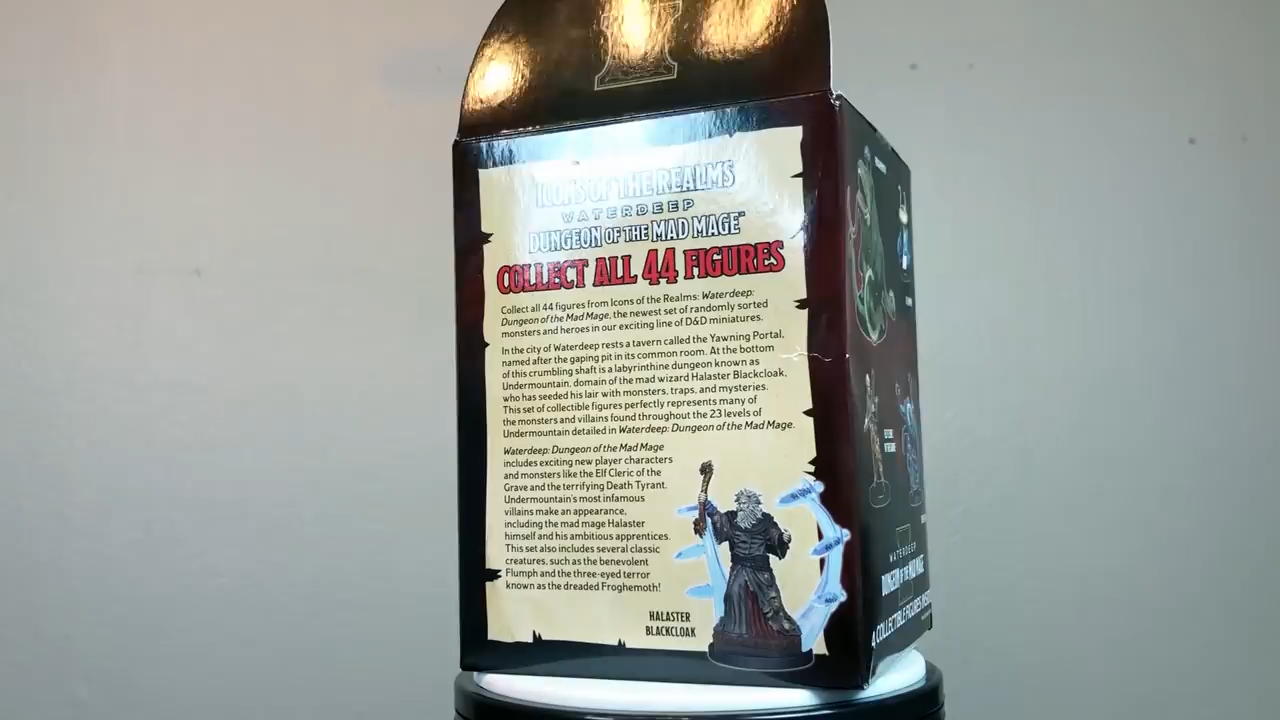 ICONS OF THE REALMS
WATERDEEP
DUNGEON OF THE MAD MAGE™
COLLECT ALL 44 FIGURES
Collect all 44 figures from Icons of the Realms: Waterdeep:
Dungeon of the Mad Mage, the newest set of randomly sorted
monsters and heroes in our exciting line of D&D miniatures.
In the city of Waterdeep rests a tavern called the Yawning Portal,
named after the gaping pit in its common room. At the bottom
of this crumbling shaft is a labyrinthine dungeon known as
Undermountain, domain of the mad wizard Halaster Blackcloak,
who has seeded his lair with monsters, traps, and mysteries.
This set of collectible figures perfectly represents many of
the monsters and villains found throughout the 23 levels of
Undermountain detailed in Waterdeep: Dungeon of the Mad Mage.
Waterdeep: Dungeon of the Mad Mage
includes exciting new player characters
and monsters like the Elf Cleric of the
Grave and the terrifying Death Tyrant.
Undermountain's most infamous
villains make an appearance,
including the mad mage Halaster
himself and his ambitious apprentices.
This set also includes several classic
creatures, such as the benevolent
Flumph and the three-eyed terror
known as the dreaded Froghemoth!
HALASTER
BLACKCLOAK
WATERDEEP
DUNGEON OF THE MAD MAGE
4 COLLECTIBLE FIGURES